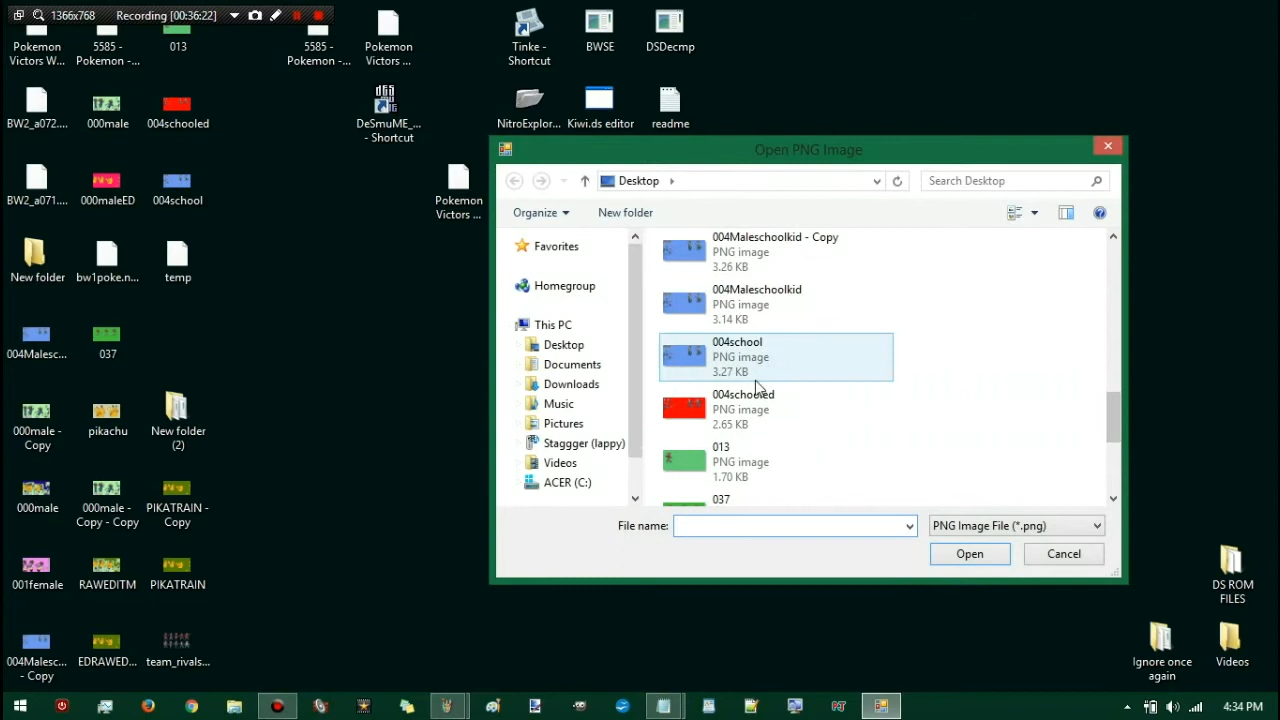 1366x768 Recording [00:36:22]
Pokemon
Victors W...
5585 -
Pokemon -...
013
5585 -
Pokemon -...
Pokemon
Victors ...
Tinke -
Shortcut
BWSE
DSDecmp
BW2_a072....
000male
004schooled
DeSmuME_...
- Shortcut
NitroExplor...
Kiwi.ds editor
readme
BW2_a071....
000maleED
004school
Pokemon
Victors ...
New folder
bw1poke.n...
temp
004Malesc...
037
000male -
Copy
pikachu
New folder
(2)
000male
000male -
Copy - Copy
PIKATRAIN -
Copy
001female
RAWEDITM
PIKATRAIN
004Malesc...
- Copy
EDRAWED...
team_rivals...
Open PNG Image
Desktop
Search Desktop
Organize
New folder
Favorites
Homegroup
This PC
Desktop
Documents
Downloads
Music
Pictures
Staggger (lappy)
Videos
ACER (C:)
004Maleschoolkid - Copy
PNG image
3.26 KB
004Maleschoolkid
PNG image
3.14 KB
004school
PNG image
3.27 KB
004schooled
PNG image
2.65 KB
013
PNG image
1.70 KB
037
File name:
PNG Image File (*.png)
Open
Cancel
DS ROM
FILES
Ignore once
again
Videos
4:34 PM